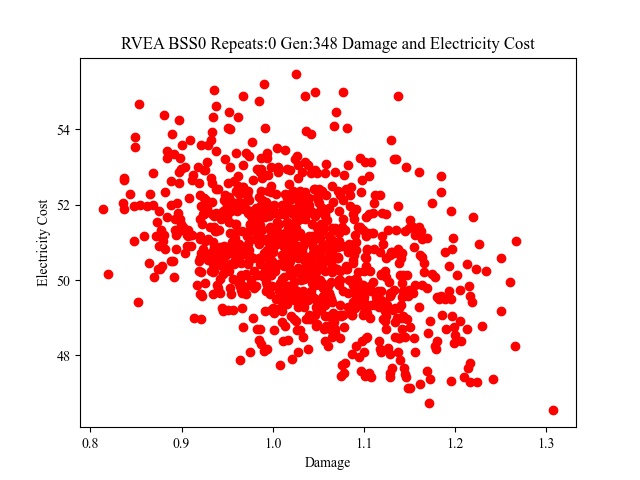 RVEA BSS0 Repeats:0 Gen:348 Damage and Electricity Cost
54
52
50
48
Electricity Cost
0.8 0.9 1.0 1.1 1.2 1.3
Damage